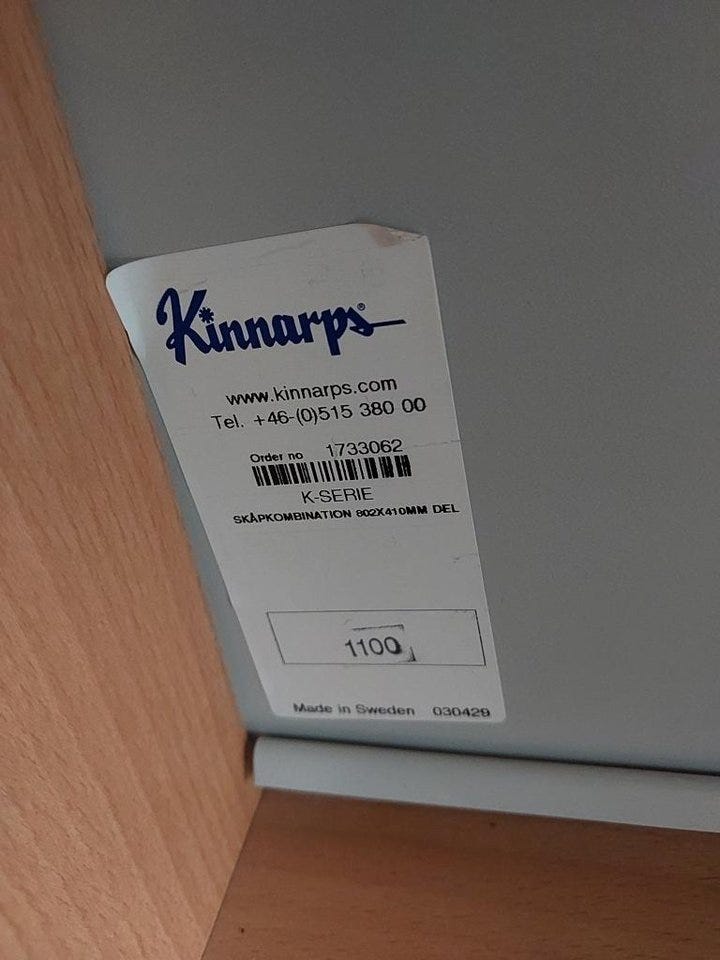 Kinnarps®
www.kinnarps.com
Tel. +46-(0)515 380 00
Order no 1733062
K-SERIE
SKÅPKOMBINATION 802X410MM DEL
1100
Made in Sweden 030429